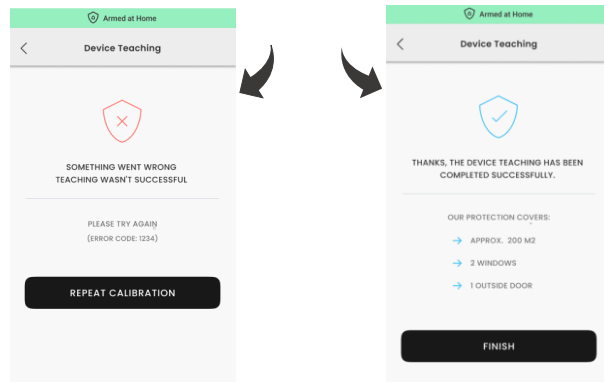 Armed at Home
Device Teaching
SOMETHING WENT WRONG
TEACHING WASN'T SUCCESSFUL
PLEASE TRY AGAIN
(ERROR CODE: 1234)
REPEAT CALIBRATION
Armed at Home
Device Teaching
THANKS, THE DEVICE TEACHING HAS BEEN
COMPLETED SUCCESSFULLY.
OUR PROTECTION COVERS:
→ APPROX. 200 M2
→ 2 WINDOWS
→ 1 OUTSIDE DOOR
FINISH